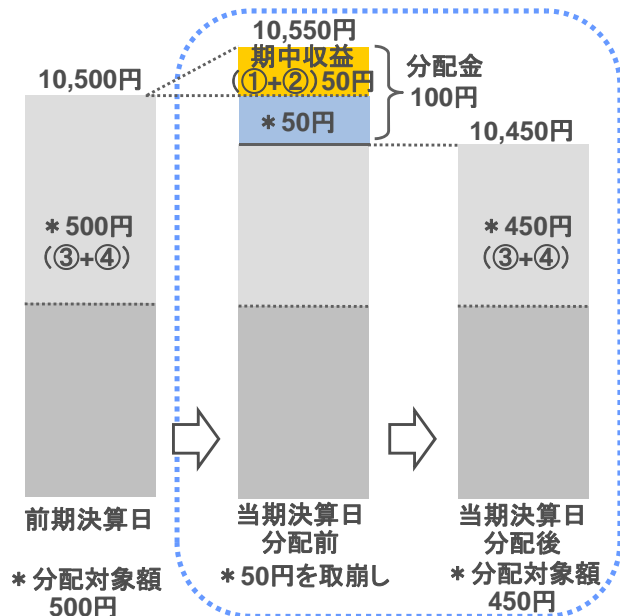 10,550円
期中収益
(①+②)50円
分配金
100円
10,500円
＊50円
10,450円
＊500円
(③+④)
＊450円
(③+④)
前期決算日
当期決算日
分配前
当期決算日
分配後
＊分配対象額
500円
＊50円を取崩し
＊分配対象額
450円